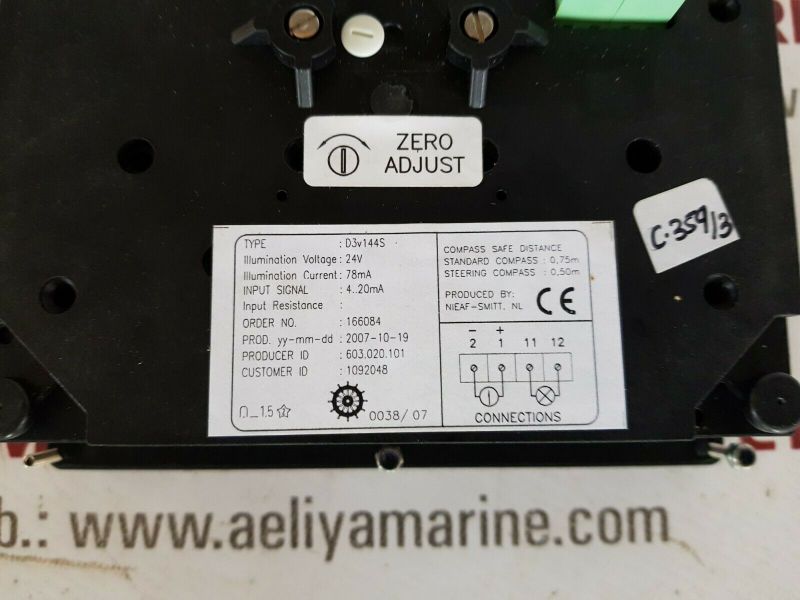 ZERO
ADJUST
C.359/3
TYPE : D3v144S
Illumination Voltage : 24V
Illumination Current : 78mA
INPUT SIGNAL : 4..20mA
Input Resistance :
ORDER NO. : 166084
PROD. yy-mm-dd : 2007-10-19
PRODUCER ID : 603.020.101
CUSTOMER ID : 1092048
1.5
0038/ 07
COMPASS SAFE DISTANCE
STANDARD COMPASS : 0,75m
STEERING COMPASS : 0,50m
PRODUCED BY:
NIEAF-SMITT, NL
CE
− +
2 1 11 12
CONNECTIONS
b.: www.aeliyamarine.com